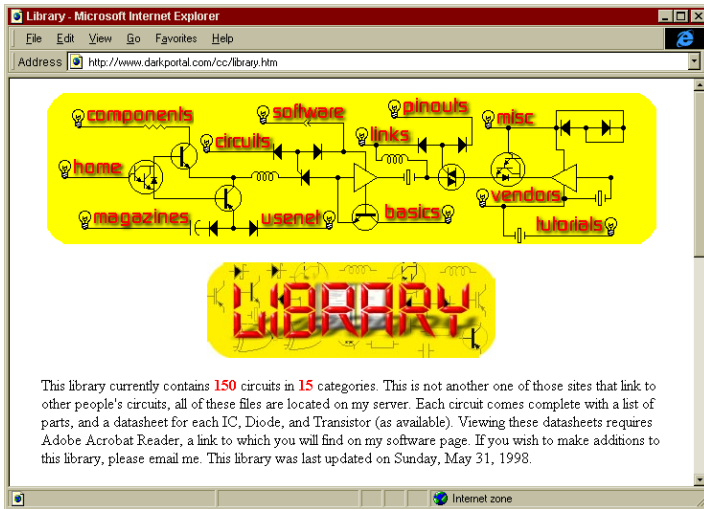 Library - Microsoft Internet Explorer
File Edit View Go Favorites Help
Address http://www.darkportal.com/cc/library.htm
components software pinouts misc
circuits links
home
vendors
magazines usenet basics tutorials
LIBRARY
This library currently contains 150 circuits in 15 categories. This is not another one of those sites that link to
other people's circuits, all of these files are located on my server. Each circuit comes complete with a list of
parts, and a datasheet for each IC, Diode, and Transistor (as available). Viewing these datasheets requires
Adobe Acrobat Reader, a link to which you will find on my software page. If you wish to make additions to
this library, please email me. This library was last updated on Sunday, May 31, 1998.
Internet zone